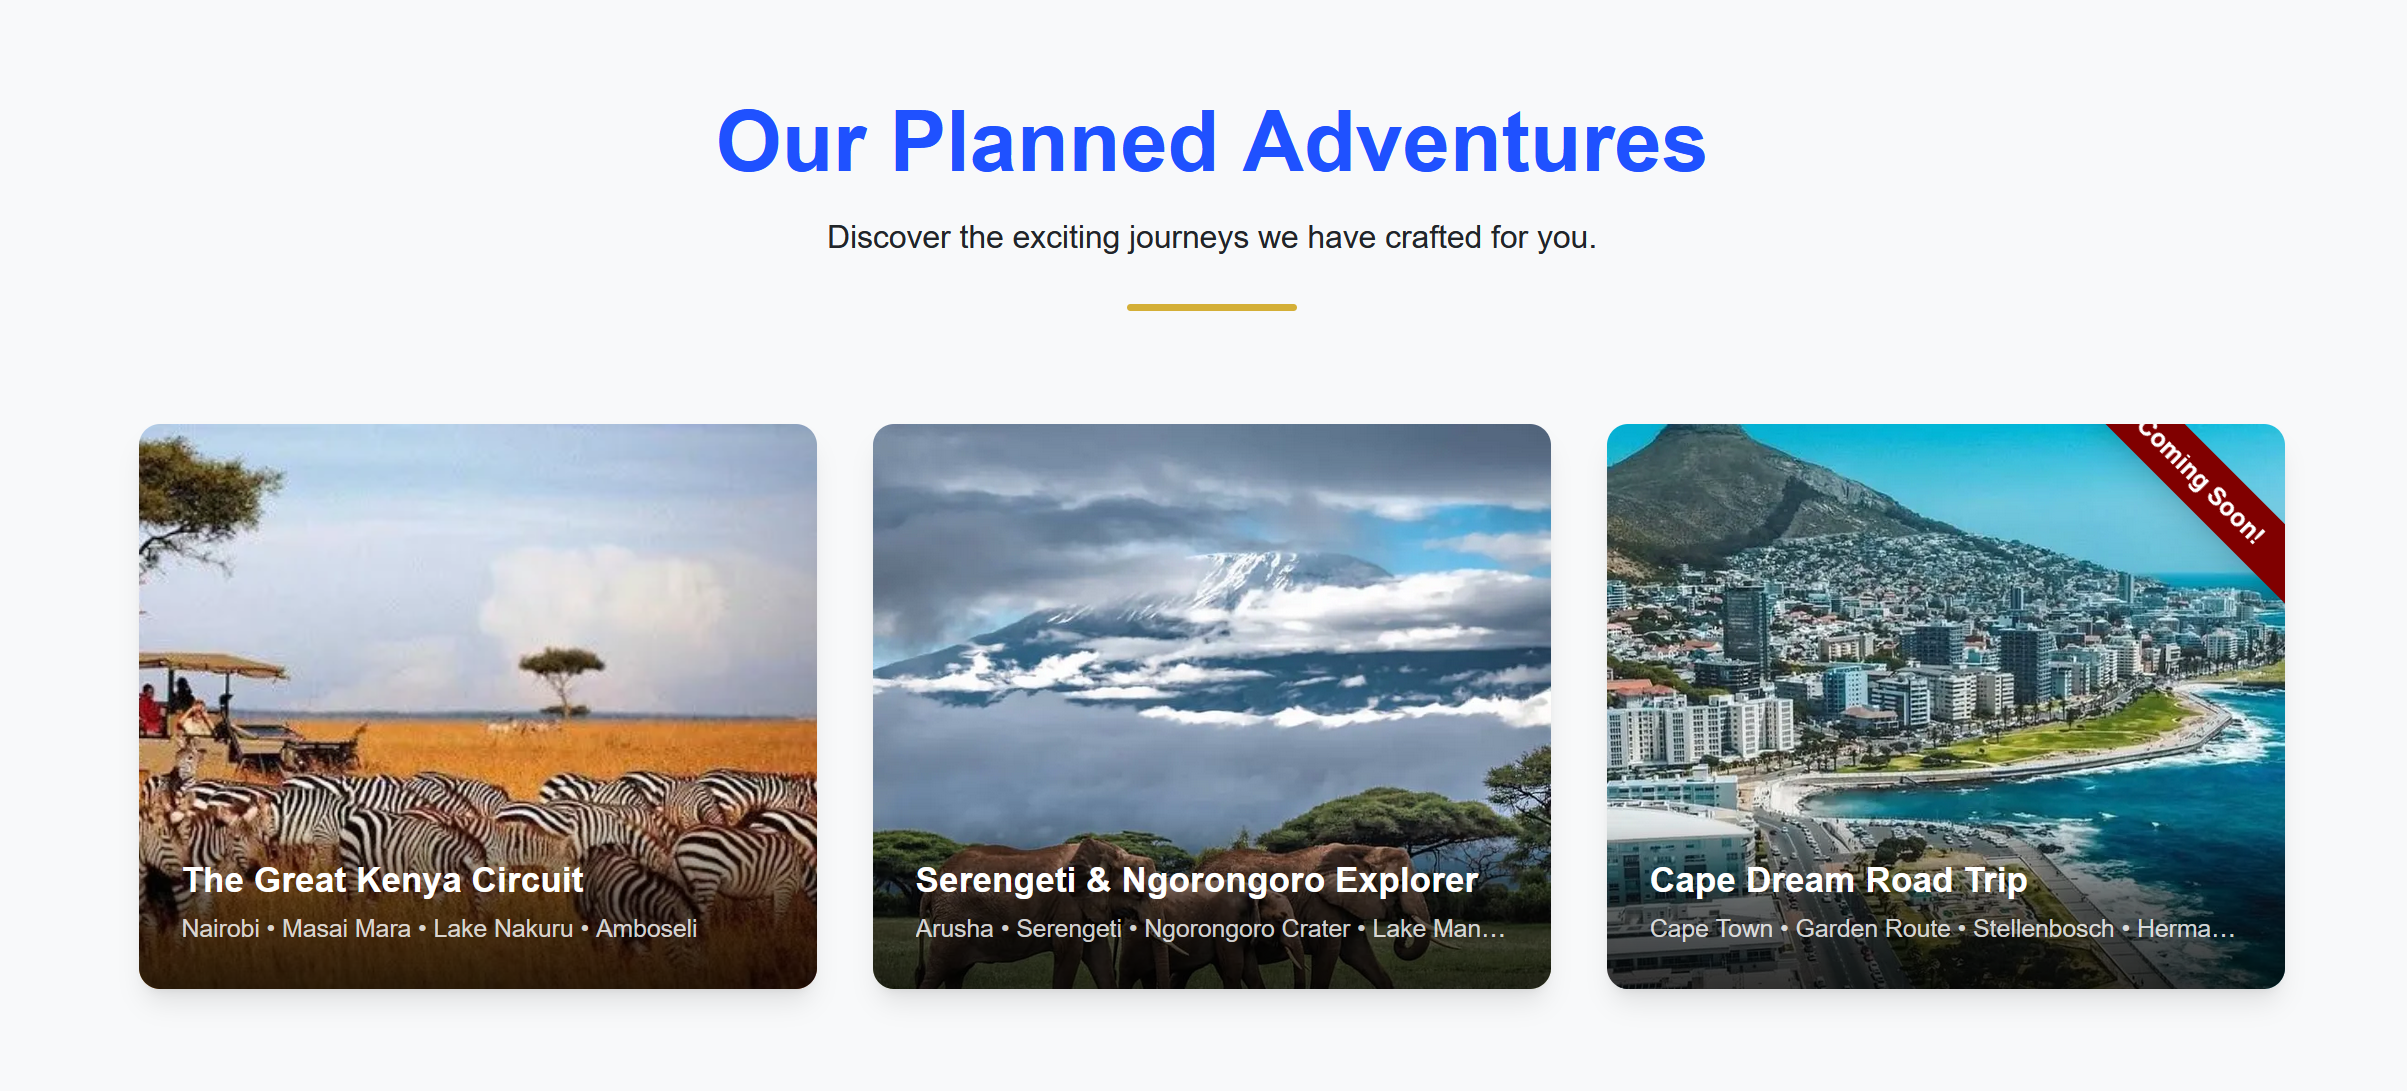 Our Planned Adventures
Discover the exciting journeys we have crafted for you.
Coming Soon!
The Great Kenya Circuit
Nairobi • Masai Mara • Lake Nakuru • Amboseli
Serengeti & Ngorongoro Explorer
Arusha • Serengeti • Ngorongoro Crater • Lake Man...
Cape Dream Road Trip
Cape Town • Garden Route • Stellenbosch • Herma...